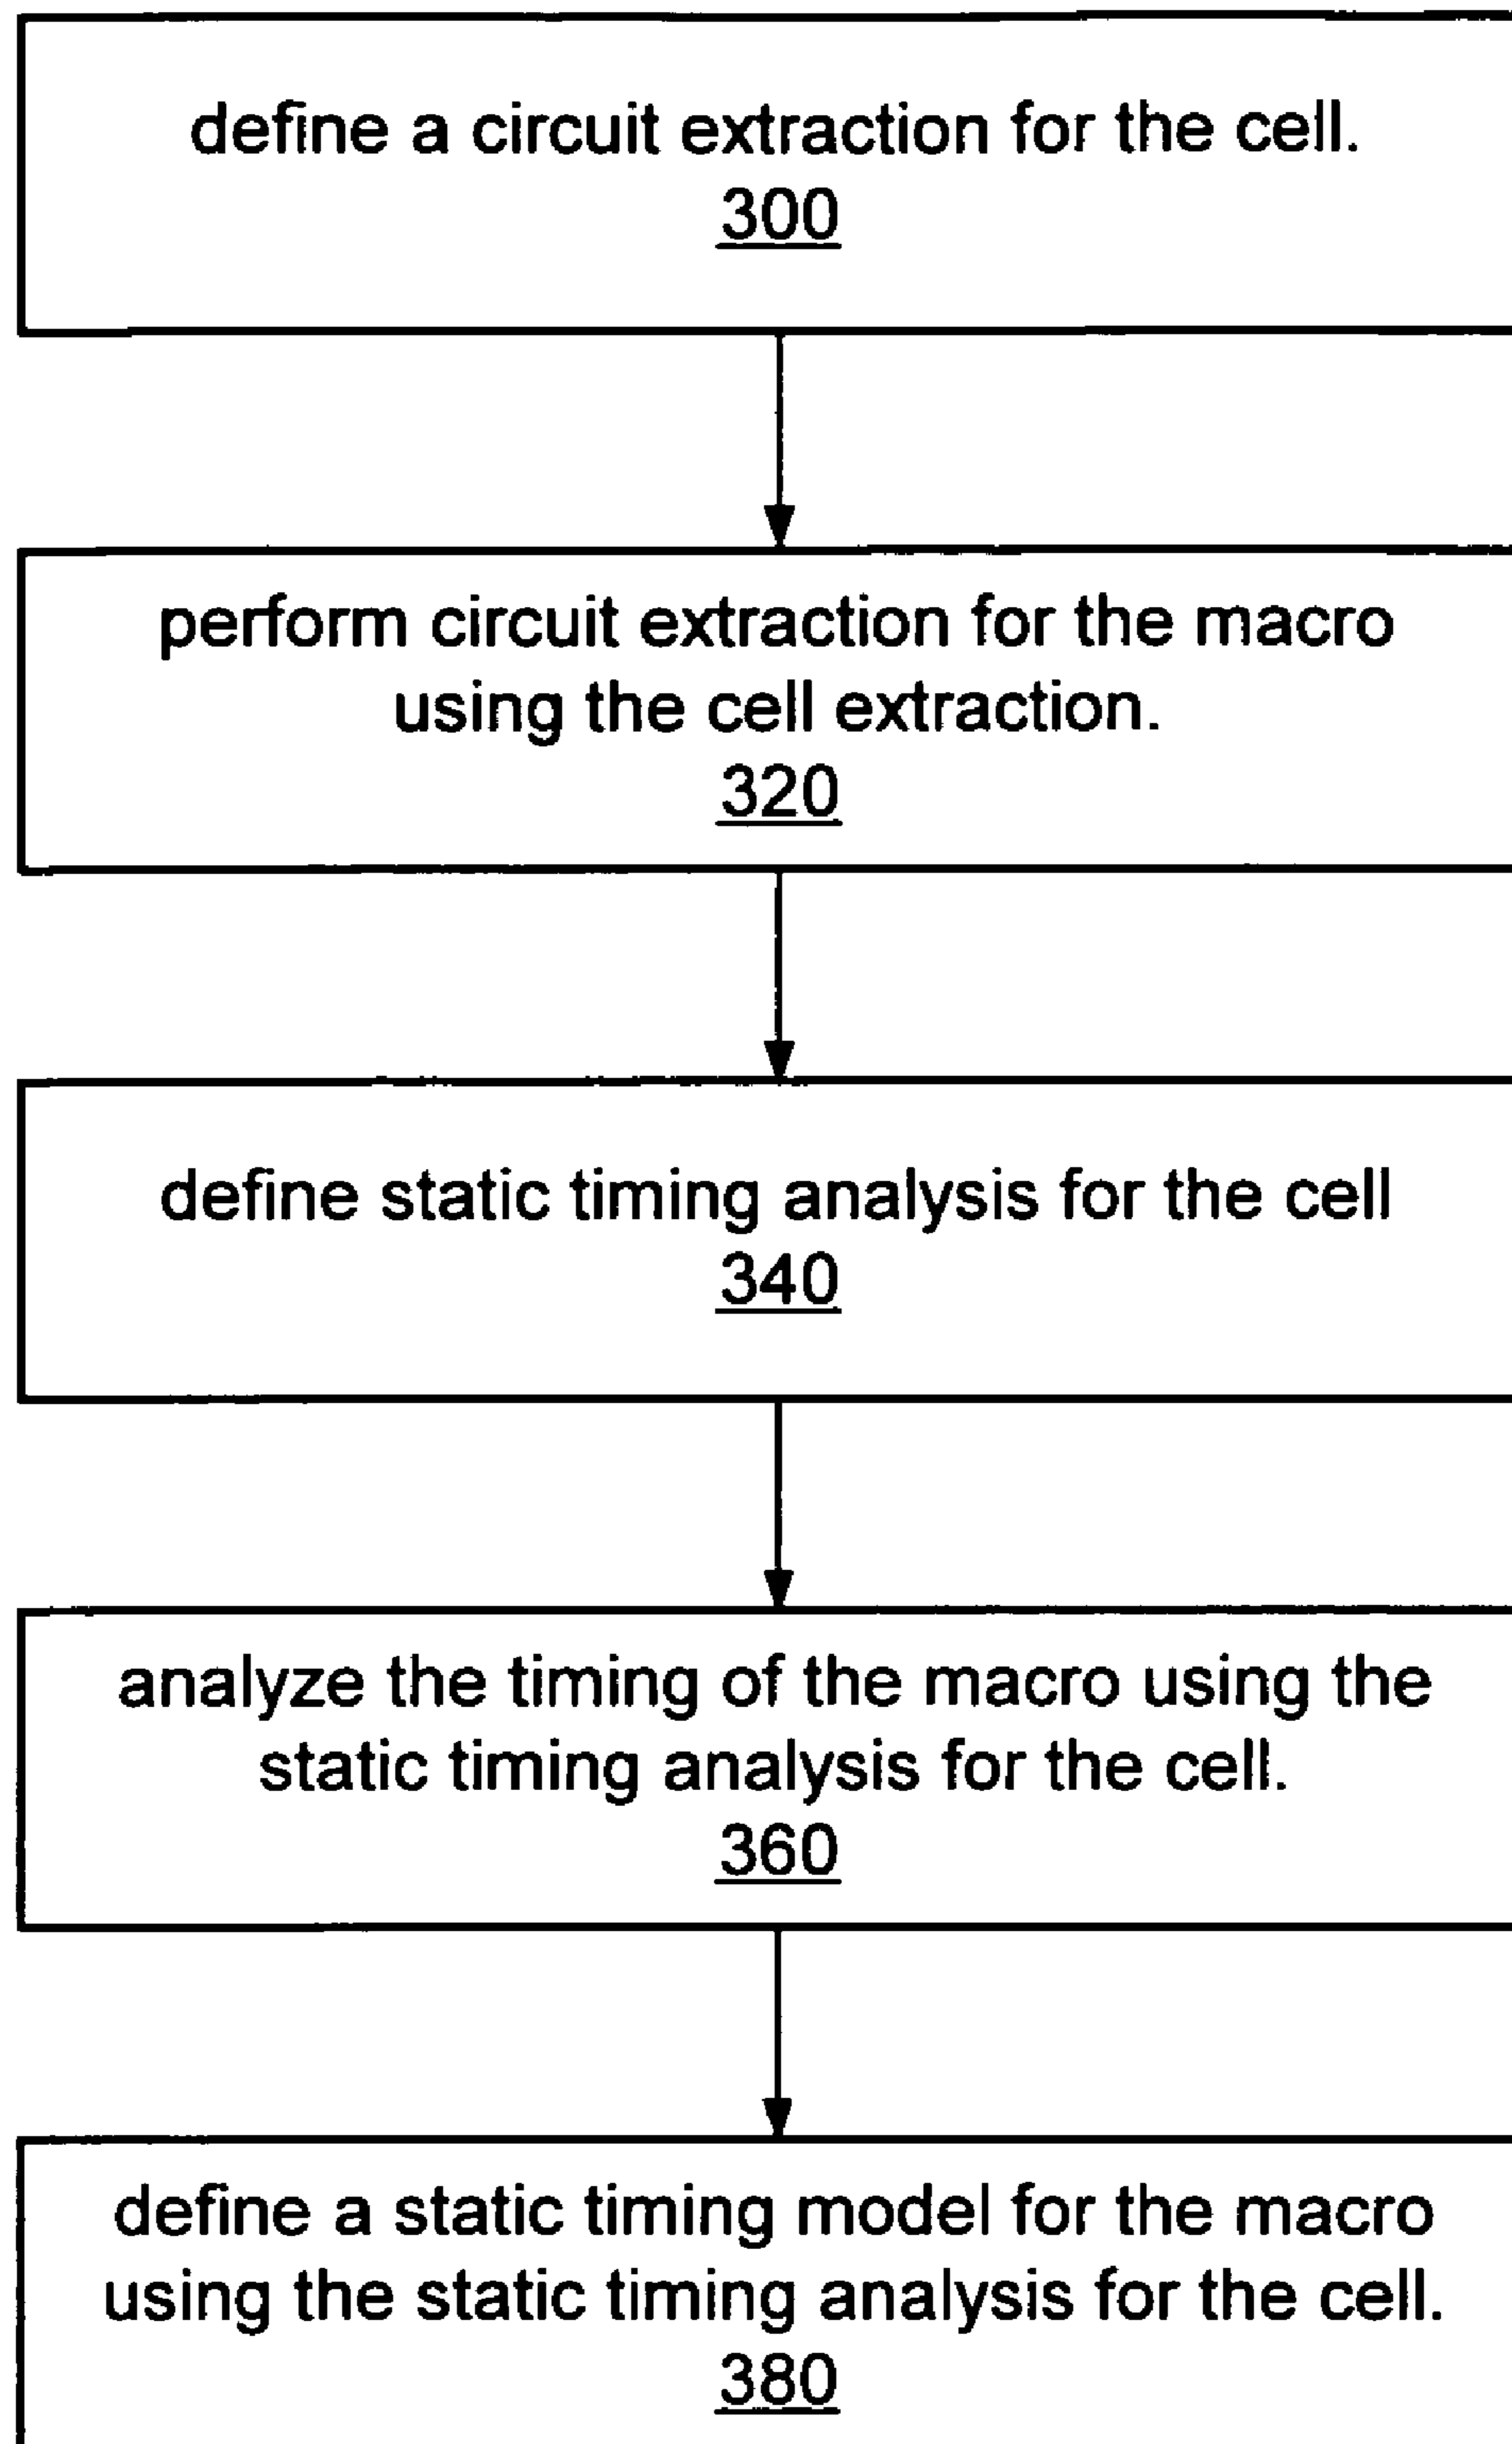 define a circuit extraction for the cell.
300
perform circuit extraction for the macro
using the cell extraction.
320
define static timing analysis for the cell
340
analyze the timing of the macro using the
static timing analysis for the cell.
360
define a static timing model for the macro
using the static timing analysis for the cell.
380